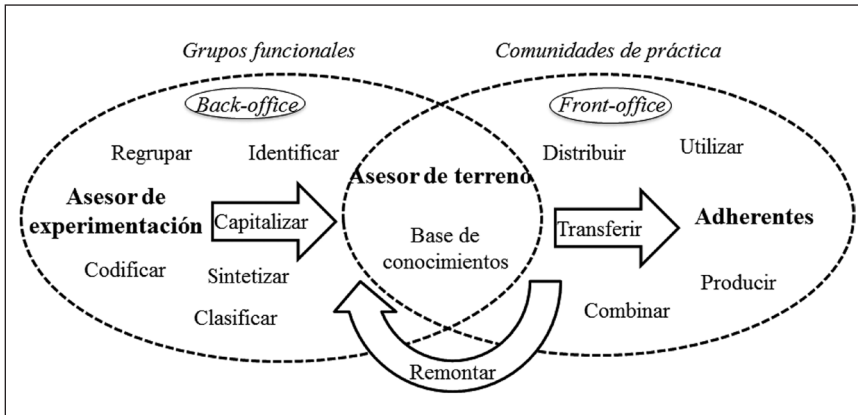 Grupos funcionales
Comunidades de práctica
Back-office
Front-office
Regrupar
Identificar
Distribuir
Utilizar
Asesor de terreno
Asesor de
experimentación
Capitalizar
Transferir
Adherentes
Base de
conocimientos
Codificar
Sintetizar
Clasificar
Producir
Combinar
Remontar